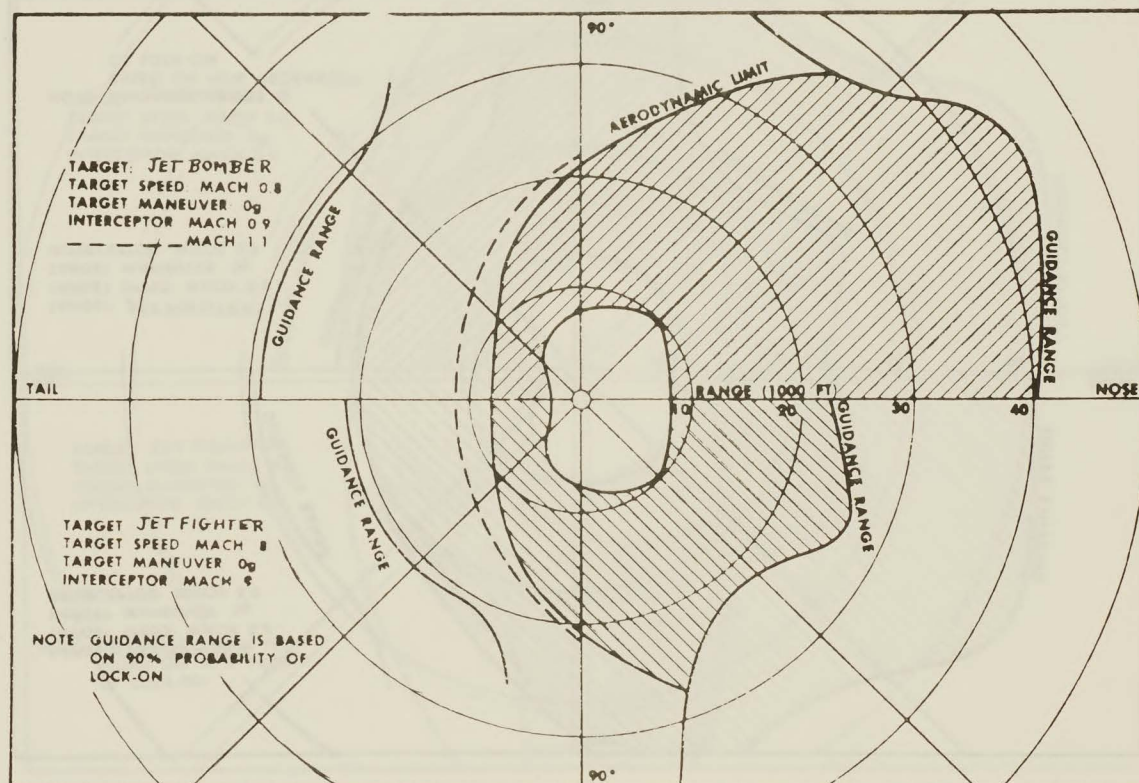 90°
AERODYNAMIC LIMIT
TARGET: JET BOMBER
TARGET SPEED MACH 0.8
TARGET MANEUVER 0g
INTERCEPTOR MACH 0.9
MACH 1.1
GUIDANCE RANGE
GUIDANCE RANGE
TAIL
RANGE (1000 FT)
NOSE
10 20 30 40
GUIDANCE RANGE
GUIDANCE RANGE
TARGET JET FIGHTER
TARGET SPEED MACH 8
TARGET MANEUVER 0g
INTERCEPTOR MACH 9
NOTE GUIDANCE RANGE IS BASED
ON 90% PROBABILITY OF
LOCK-ON
90°